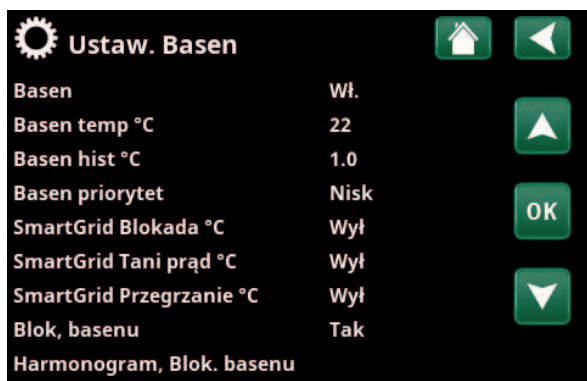 Ustaw. Basen
Basen Wł.
Basen temp °C 22
Basen hist °C 1.0
Basen priorytet Nisk
SmartGrid Blokada °C Wył
SmartGrid Tani prąd °C Wył
SmartGrid Przegrzanie °C Wył
Blok, basenu Tak
Harmonogram, Blok. basenu
OK